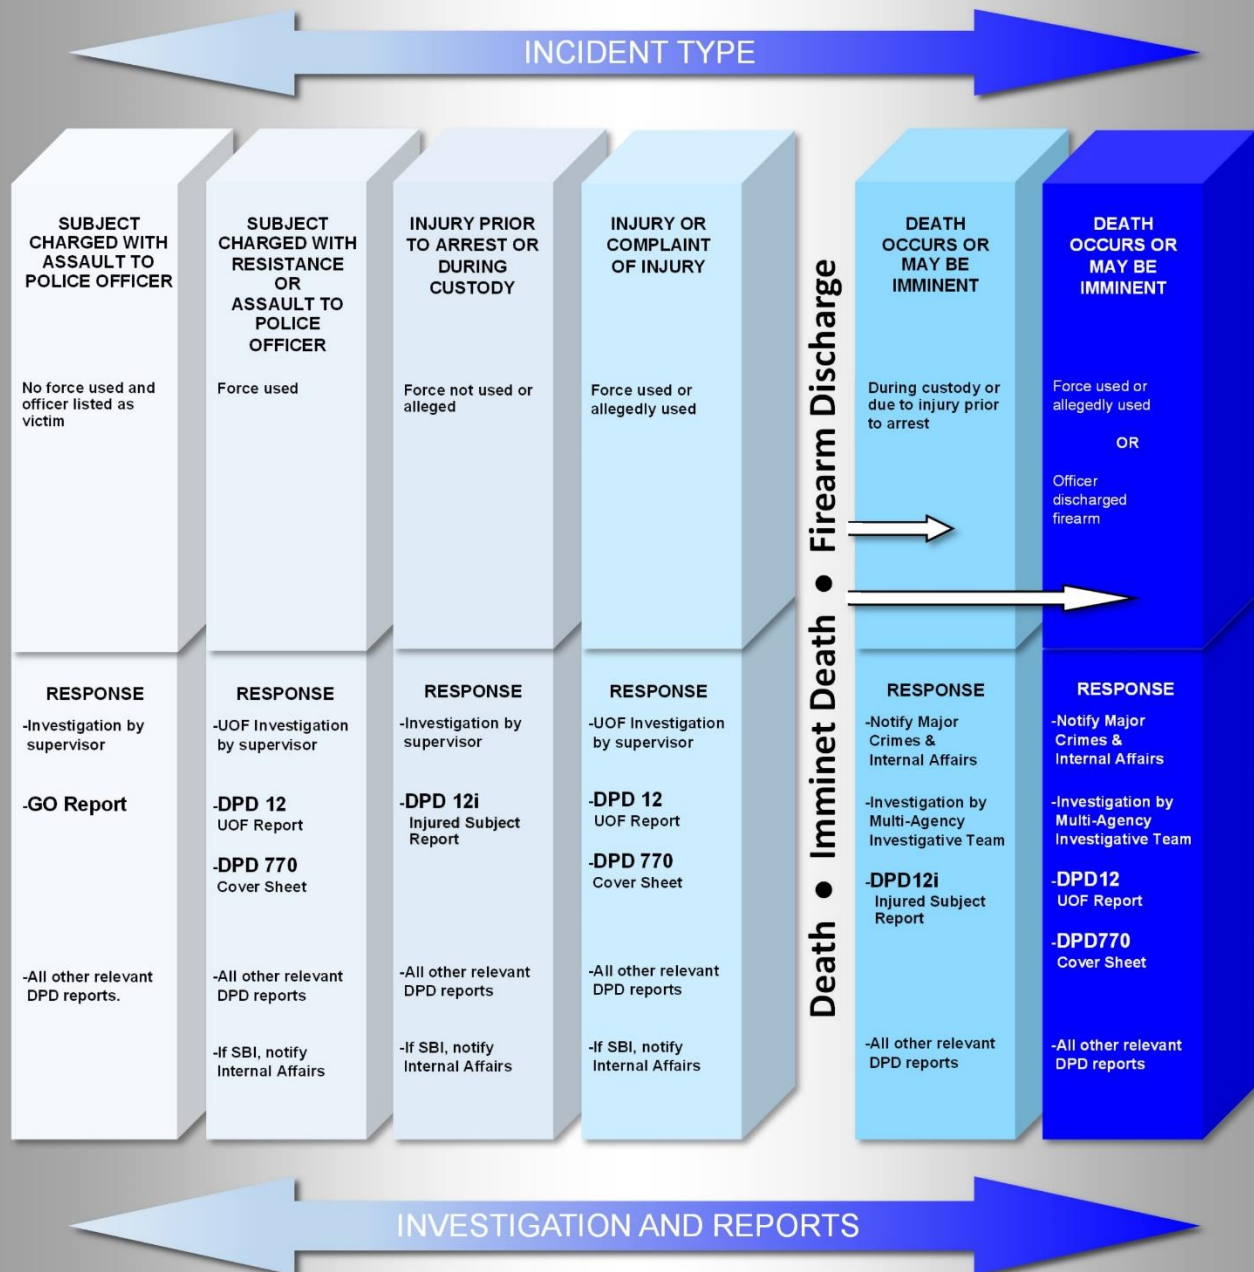 INCIDENT TYPE
SUBJECT
CHARGED WITH
ASSAULT TO
POLICE OFFICER
No force used and
officer listed as
victim
RESPONSE
-Investigation by
supervisor
-GO Report
-All other relevant
DPD reports.
SUBJECT
CHARGED WITH
RESISTANCE
OR
ASSAULT TO
POLICE
OFFICER
Force used
RESPONSE
-UOF Investigation
by supervisor
-DPD 12
UOF Report
-DPD 770
Cover Sheet
-All other relevant
DPD reports
-If SBI, notify
Internal Affairs
INJURY PRIOR
TO ARREST OR
DURING
CUSTODY
Force not used or
alleged
RESPONSE
-Investigation by
supervisor
-DPD 12i
Injured Subject
Report
-All other relevant
DPD reports
-If SBI, notify
Internal Affairs
INJURY OR
COMPLAINT
OF INJURY
Force used or
allegedly used
RESPONSE
-UOF Investigation
by supervisor
-DPD 12
UOF Report
-DPD 770
Cover Sheet
-All other relevant
DPD reports
-If SBI, notify
Internal Affairs
Death ● Imminet Death ● Firearm Discharge
DEATH
OCCURS OR
MAY BE
IMMINENT
During custody or
due to injury prior
to arrest
RESPONSE
-Notify Major
Crimes &
Internal Affairs
-Investigation by
Multi-Agency
Investigative Team
-DPD12i
Injured Subject
Report
-All other relevant
DPD reports
DEATH
OCCURS OR
MAY BE
IMMINENT
Force used or
allegedly used
OR
Officer
discharged
firearm
RESPONSE
-Notify Major
Crimes &
Internal Affairs
-Investigation by
Multi-Agency
Investigative Team
-DPD12
UOF Report
-DPD770
Cover Sheet
-All other relevant
DPD reports
INVESTIGATION AND REPORTS